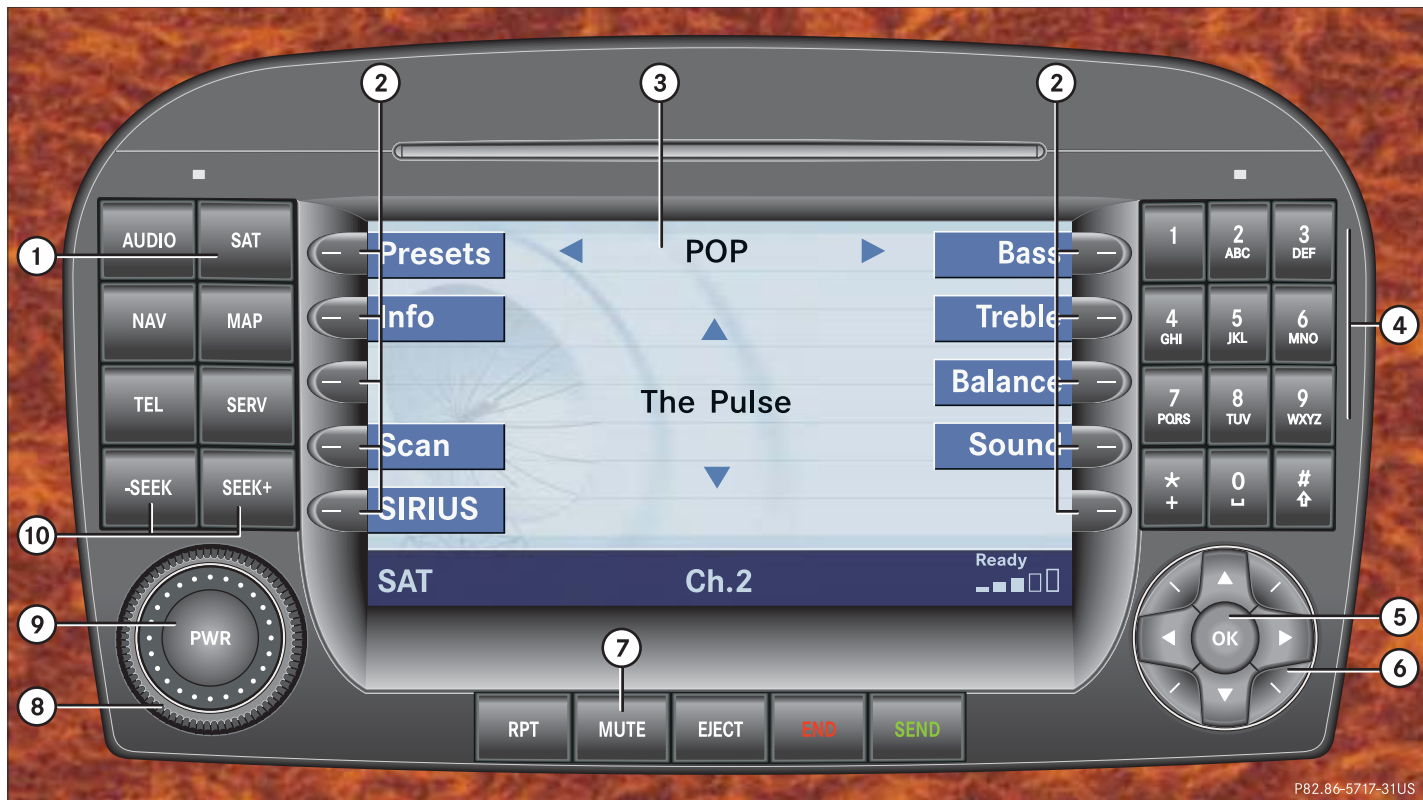 2
3
2
AUDIO
SAT
1
NAV
MAP
TEL
SERV
-SEEK
SEEK+
10
9
PWR
8
Presets
POP
Bass
Info
Treble
The Pulse
Balance
Scan
Sound
SIRIUS
SAT
Ch.2
Ready
1
2
ABC
3
DEF
4
GHI
5
JKL
6
MNO
4
7
PQRS
8
TUV
9
WXYZ
*
+
0
#
OK
5
6
7
RPT
MUTE
EJECT
END
SEND
P82.86-5717-31US